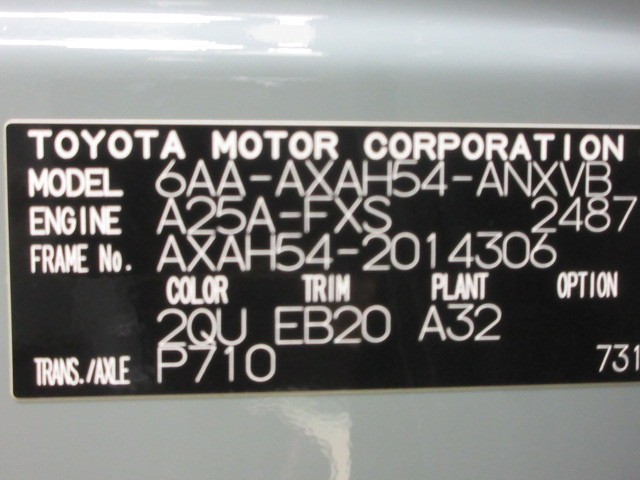 TOYOTA MOTOR CORPORATION
MODEL 6AA-AXAH54-ANXVB
ENGINE A25A-FXS 2487
FRAME No. AXAH54-2014306
COLOR TRIM PLANT OPTION
2QU EB20 A32
TRANS./AXLE P710 731